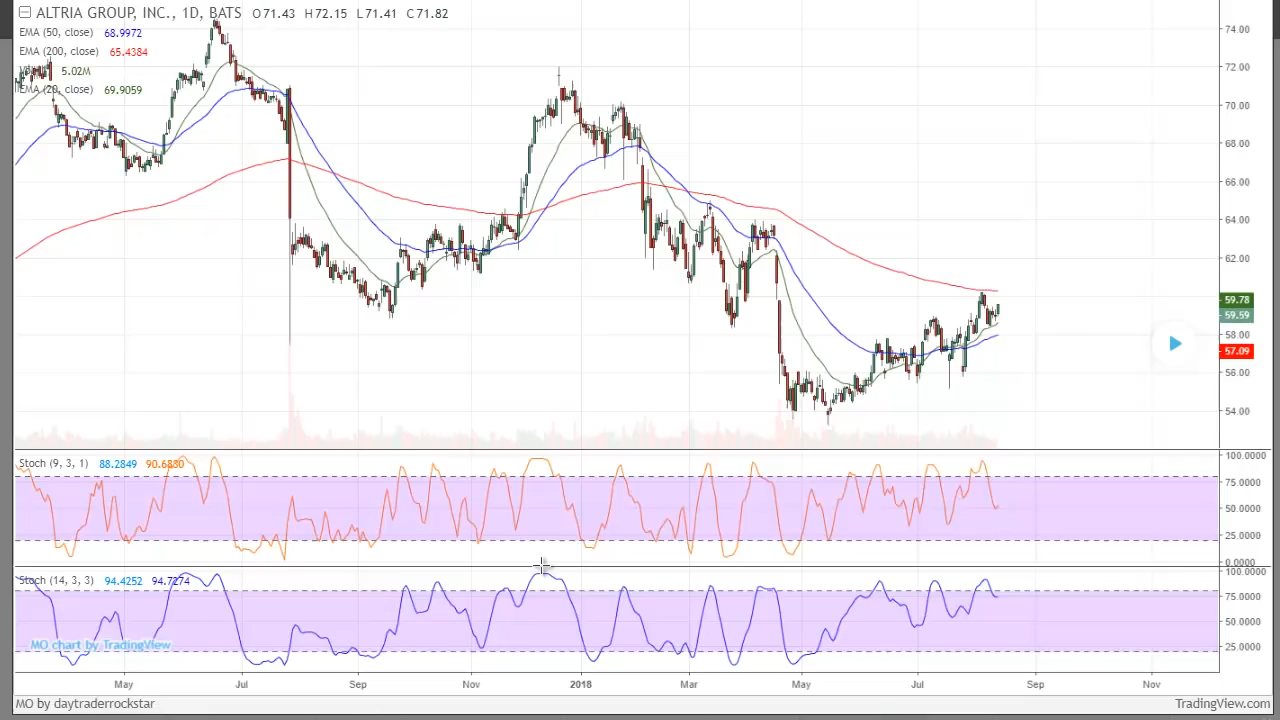 ALTRIA GROUP, INC., 1D, BATS O71.43 H72.15 L71.41 C71.82
EMA (50, close) 68.9972
EMA (200, close) 65.4384
5.02M
EMA (20, close) 69.9059
74.00
72.00
70.00
68.00
66.00
64.00
62.00
59.78
59.59
58.00
57.09
56.00
54.00
Stoch (9, 3, 1) 88.2849 90.6830
100.0000
75.0000
50.0000
25.0000
0.0000
Stoch (14, 3, 3) 94.4252 94.7274
100.0000
75.0000
50.0000
25.0000
MO chart by TradingView
May Jul Sep Nov 2018 Mar May Jul Sep Nov
MO by daytraderrockstar TradingView.com